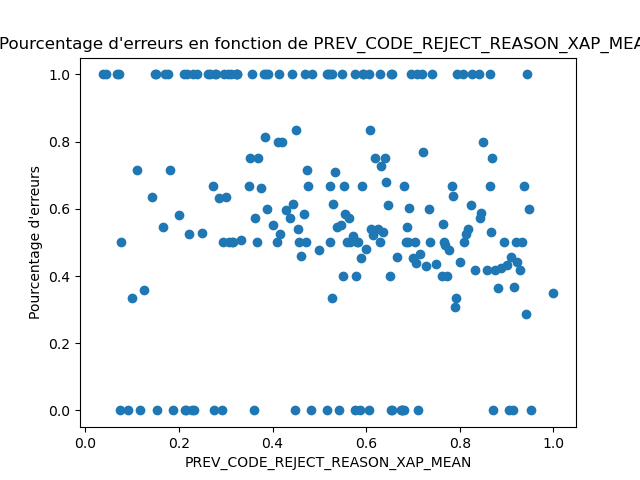 Pourcentage d'erreurs en fonction de PREV_CODE_REJECT_REASON_XAP_MEA
1.0
0.8
0.6
0.4
0.2
0.0
Pourcentage d'erreurs
0.0 0.2 0.4 0.6 0.8 1.0
PREV_CODE_REJECT_REASON_XAP_MEAN